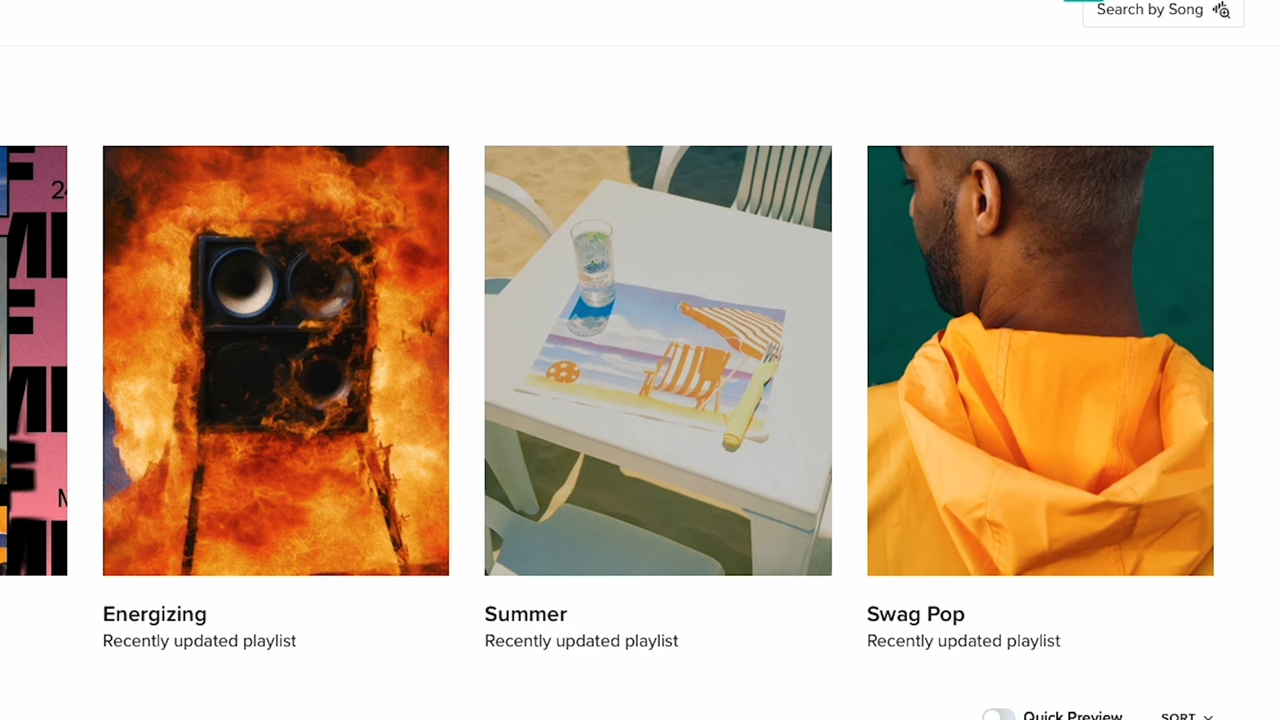 Search by Song
24
Energizing
Recently updated playlist
Summer
Recently updated playlist
Swag Pop
Recently updated playlist
Quick Preview
SORT